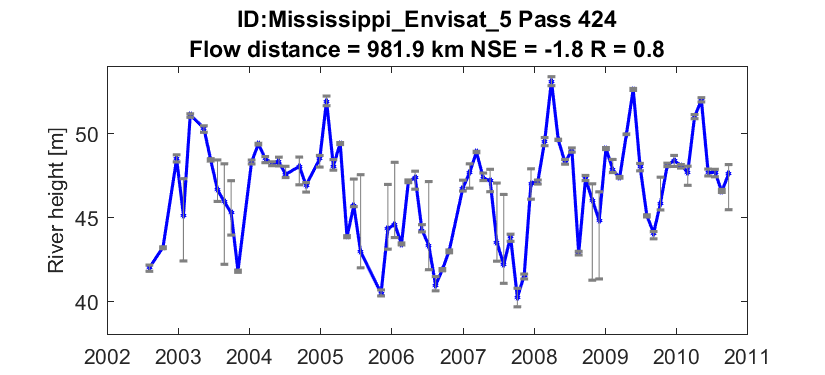 ID:Mississippi_Envisat_5 Pass 424
Flow distance = 981.9 km NSE = -1.8 R = 0.8
River height [m]
50
45
40
2002 2003 2004 2005 2006 2007 2008 2009 2010 2011